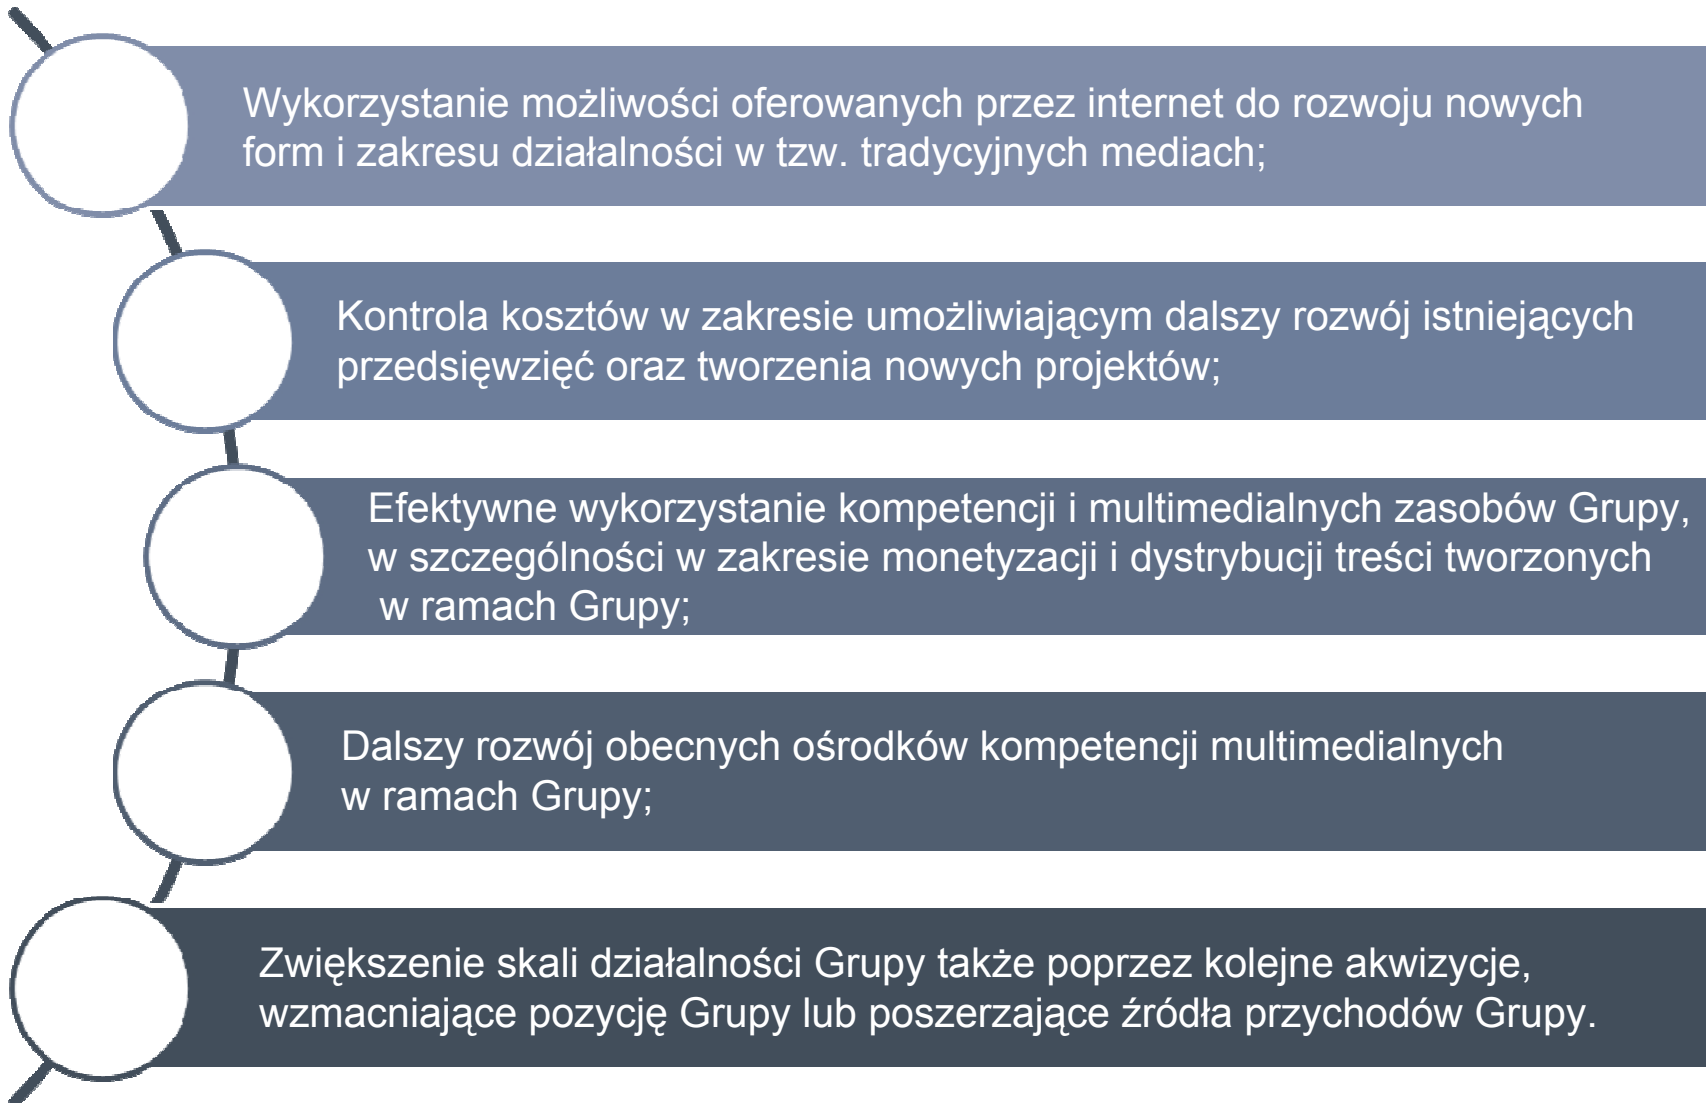 Wykorzystanie możliwości oferowanych przez internet do rozwoju nowych
form i zakresu działalności w tzw. tradycyjnych mediach;
Kontrola kosztów w zakresie umożliwiającym dalszy rozwój istniejących
przedsięwzięć oraz tworzenia nowych projektów;
Efektywne wykorzystanie kompetencji i multimedialnych zasobów Grupy,
w szczególności w zakresie monetyzacji i dystrybucji treści tworzonych
w ramach Grupy;
Dalszy rozwój obecnych ośrodków kompetencji multimedialnych
w ramach Grupy;
Zwiększenie skali działalności Grupy także poprzez kolejne akwizycje,
wzmacniające pozycję Grupy lub poszerzające źródła przychodów Grupy.